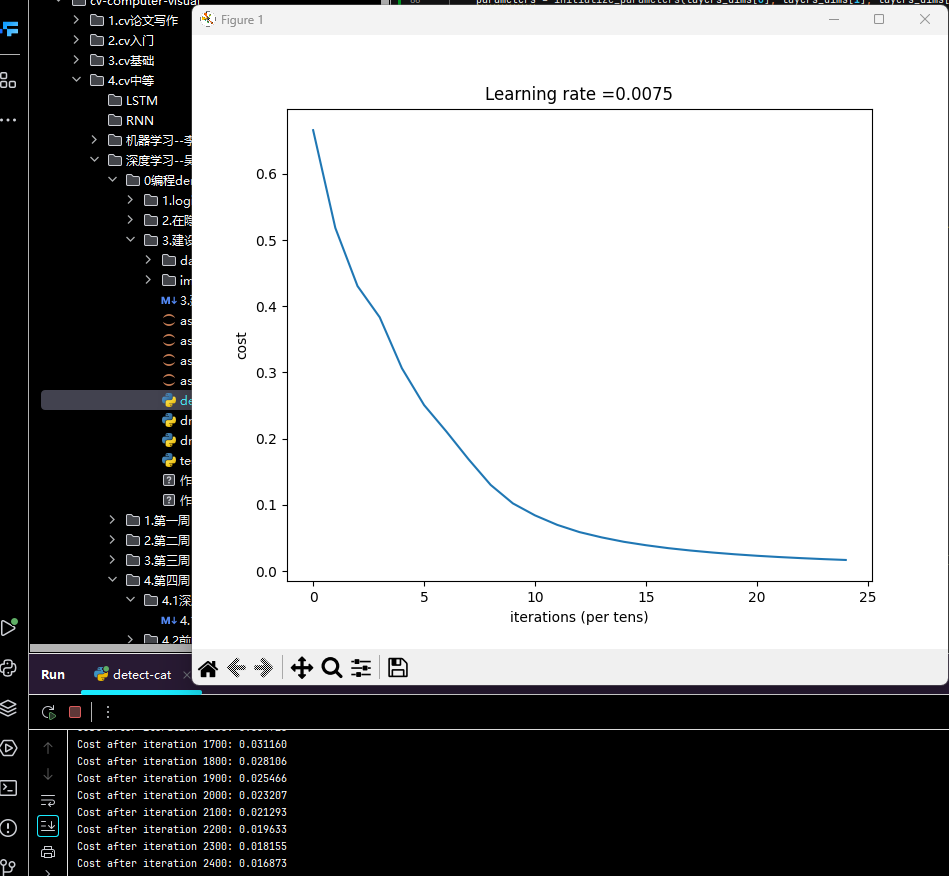 cv-computer-visual
1.cv论文写作
2.cv入门
3.cv基础
4.cv中等
LSTM
RNN
机器学习--李
深度学习--吴
0编程de
1.log
2.在隐
3.建设
da
im
M↓ 3.
as
as
as
as
de
dr
dr
te
作
作
1.第一周
2.第二周
3.第三周
4.第四周
4.1深
M↓ 4.
4.2前
Figure 1
Learning rate =0.0075
cost
0.6
0.5
0.4
0.3
0.2
0.1
0.0
0 5 10 15 20 25
iterations (per tens)
Run detect-cat
Cost after iteration 1700: 0.031160
Cost after iteration 1800: 0.028106
Cost after iteration 1900: 0.025466
Cost after iteration 2000: 0.023207
Cost after iteration 2100: 0.021293
Cost after iteration 2200: 0.019633
Cost after iteration 2300: 0.018155
Cost after iteration 2400: 0.016873